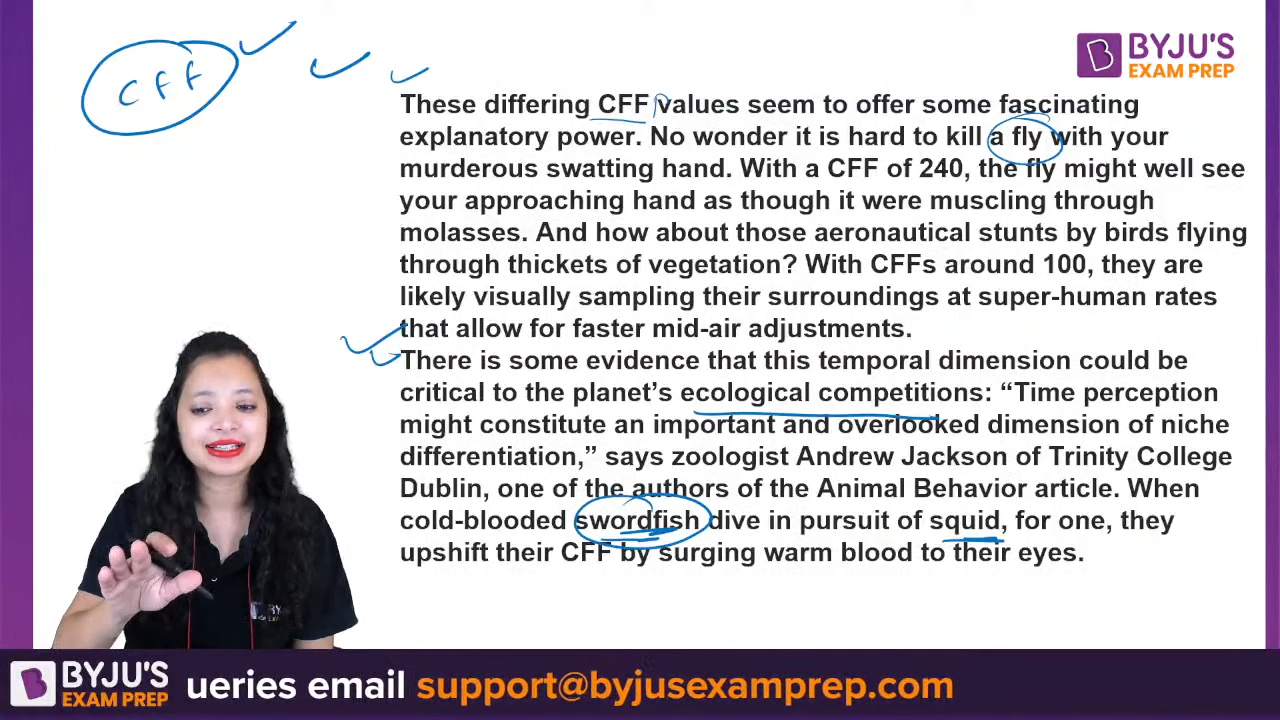 CFF
BYJU'S
EXAM PREP
These differing CFF values seem to offer some fascinating
explanatory power. No wonder it is hard to kill a fly with your
murderous swatting hand. With a CFF of 240, the fly might well see
your approaching hand as though it were muscling through
molasses. And how about those aeronautical stunts by birds flying
through thickets of vegetation? With CFFs around 100, they are
likely visually sampling their surroundings at super-human rates
that allow for faster mid-air adjustments.
There is some evidence that this temporal dimension could be
critical to the planet's ecological competitions: “Time perception
might constitute an important and overlooked dimension of niche
differentiation,” says zoologist Andrew Jackson of Trinity College
Dublin, one of the authors of the Animal Behavior article. When
cold-blooded swordfish dive in pursuit of squid, for one, they
upshift their CFF by surging warm blood to their eyes.
BYJU'S
EXAM PREP
ueries email support@byjusexamprep.com